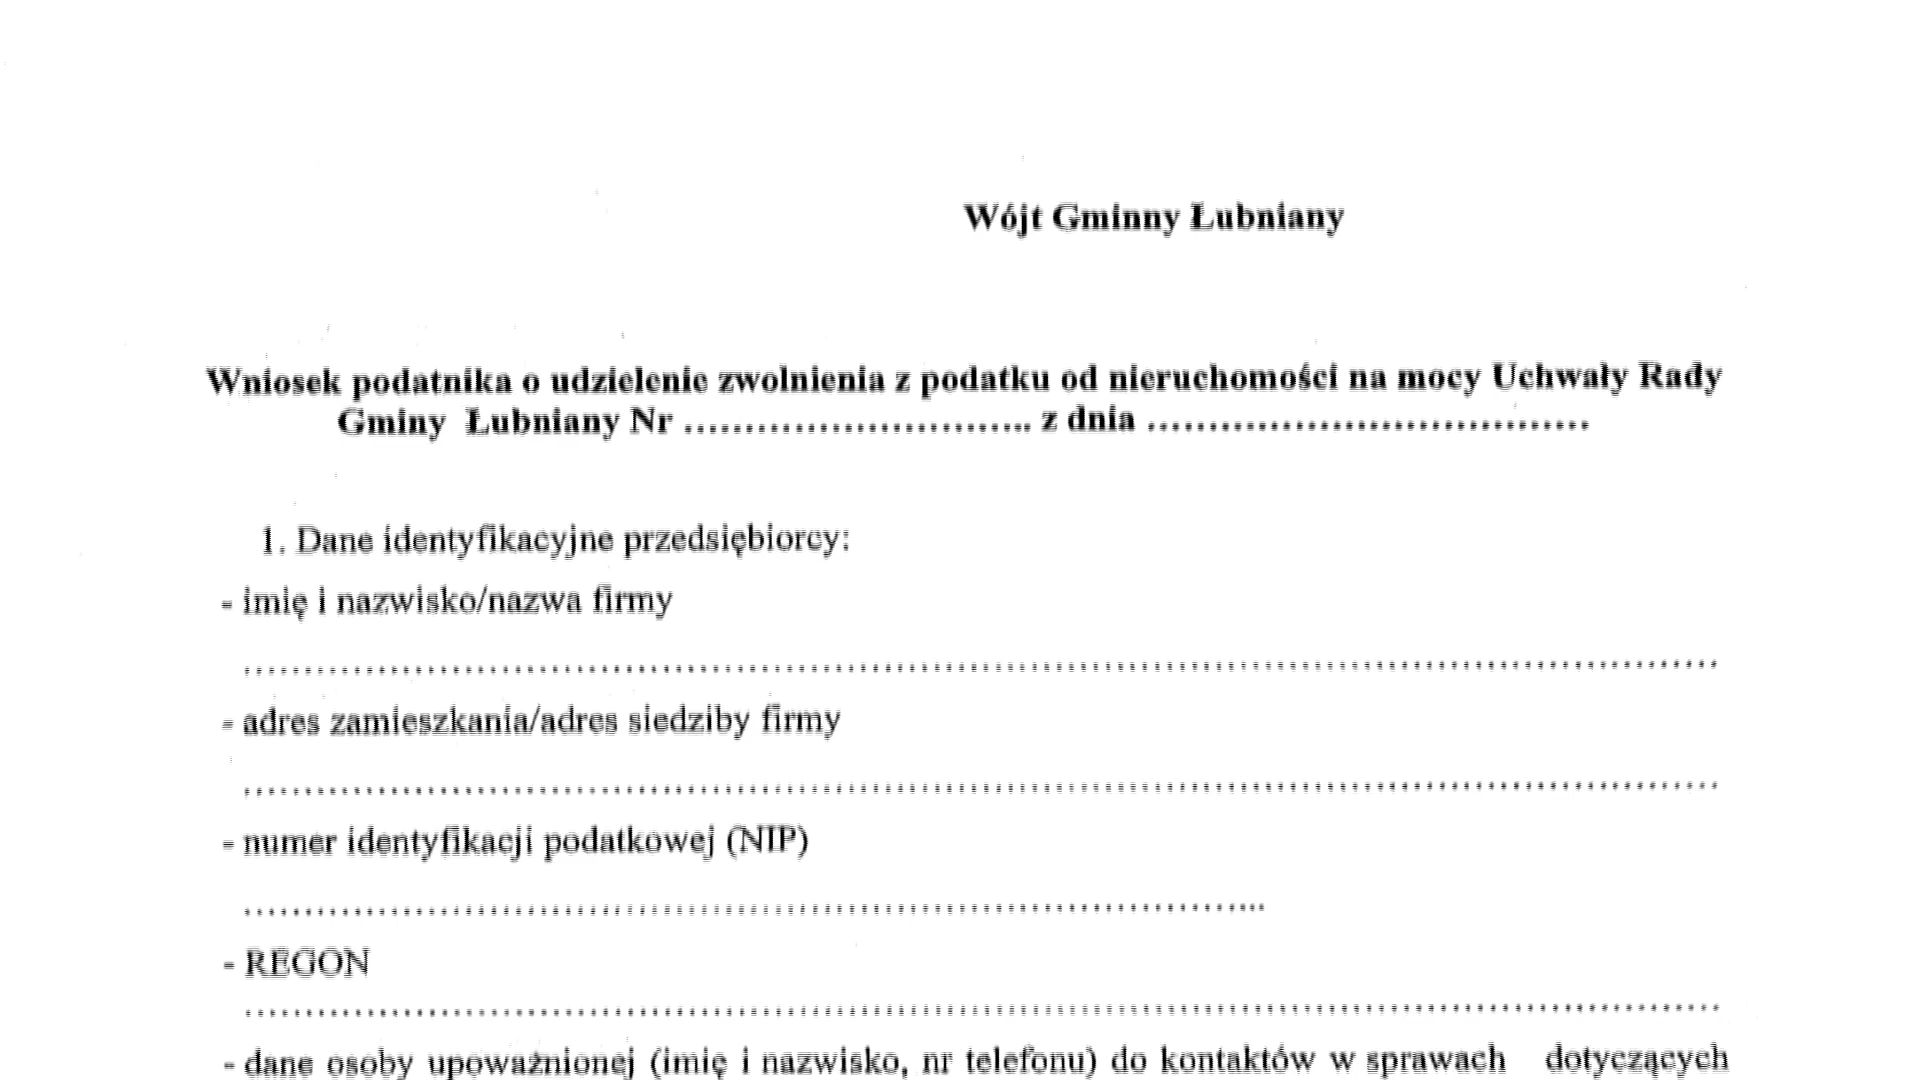 Wójt Gminny Łubniany
Wniosek podatnika o udzielenie zwolnienia z podatku od nieruchomości na mocy Uchwały Rady
Gminy Łubniany Nr ................................ z dnia ....................................
1. Dane identyfikacyjne przedsiębiorcy:
- imię i nazwisko/nazwa firmy
........................................................................................................................
- adres zamieszkania/adres siedziby firmy
........................................................................................................................
- numer identyfikacji podatkowej (NIP)
....................................................................................
- REGON
........................................................................................................................
- dane osoby upoważnionej (imię i nazwisko, nr telefonu) do kontaktów w sprawach dotyczących